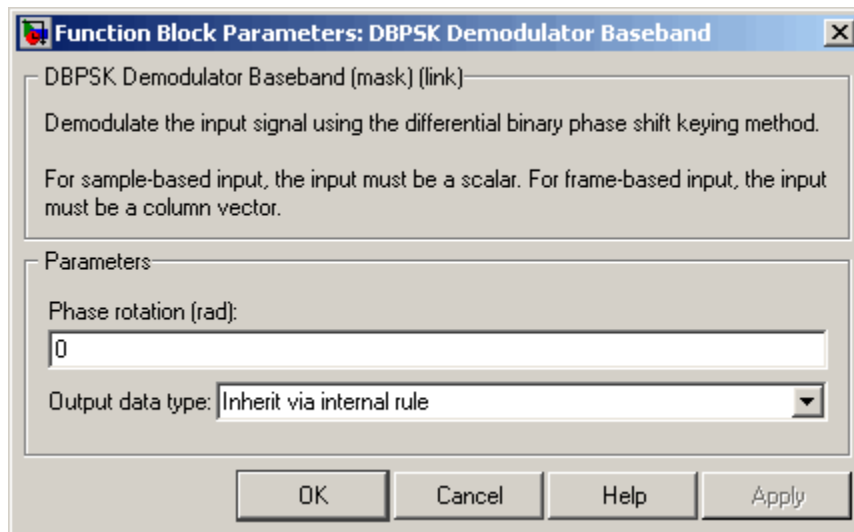 Function Block Parameters: DBPSK Demodulator Baseband
DBPSK Demodulator Baseband (mask) (link)
Demodulate the input signal using the differential binary phase shift keying method.
For sample-based input, the input must be a scalar. For frame-based input, the input
must be a column vector.
Parameters
Phase rotation (rad):
0
Output data type: Inherit via internal rule
OK Cancel Help Apply